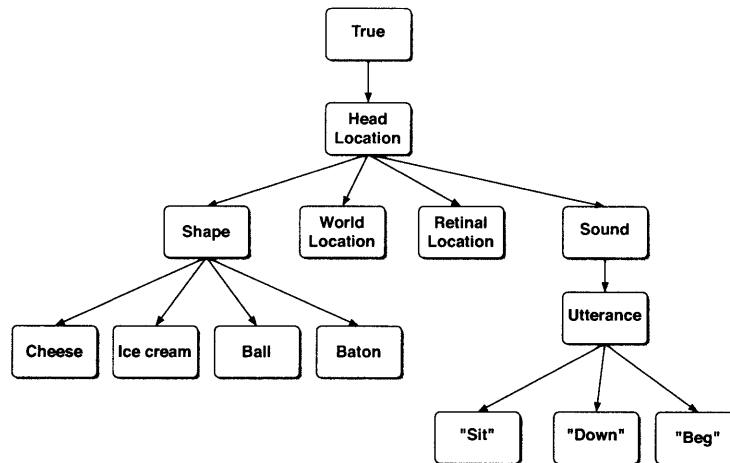 True
Head
Location
Shape
World
Location
Retinal
Location
Sound
Cheese
Ice cream
Ball
Baton
Utterance
"Sit"
"Down"
"Beg"